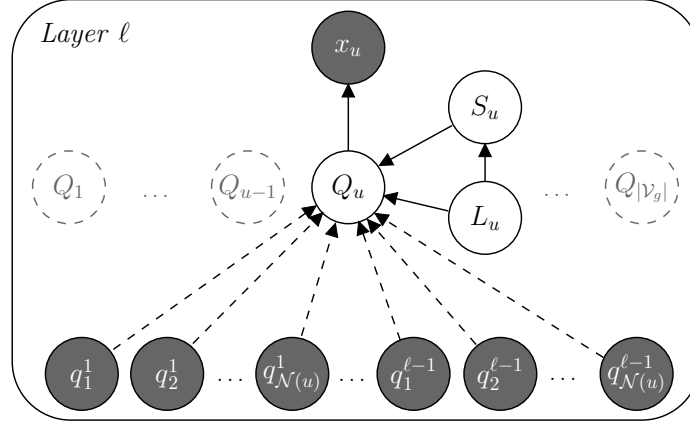 Layer ℓ
x_u
S_u
Q_1 ... Q_{u−1} Q_u L_u ... Q_{|𝒱_g|}
q_1^1 q_2^1 ... q_{𝒩(u)}^1 ... q_1^{ℓ−1} q_2^{ℓ−1} ... q_{𝒩(u)}^{ℓ−1}